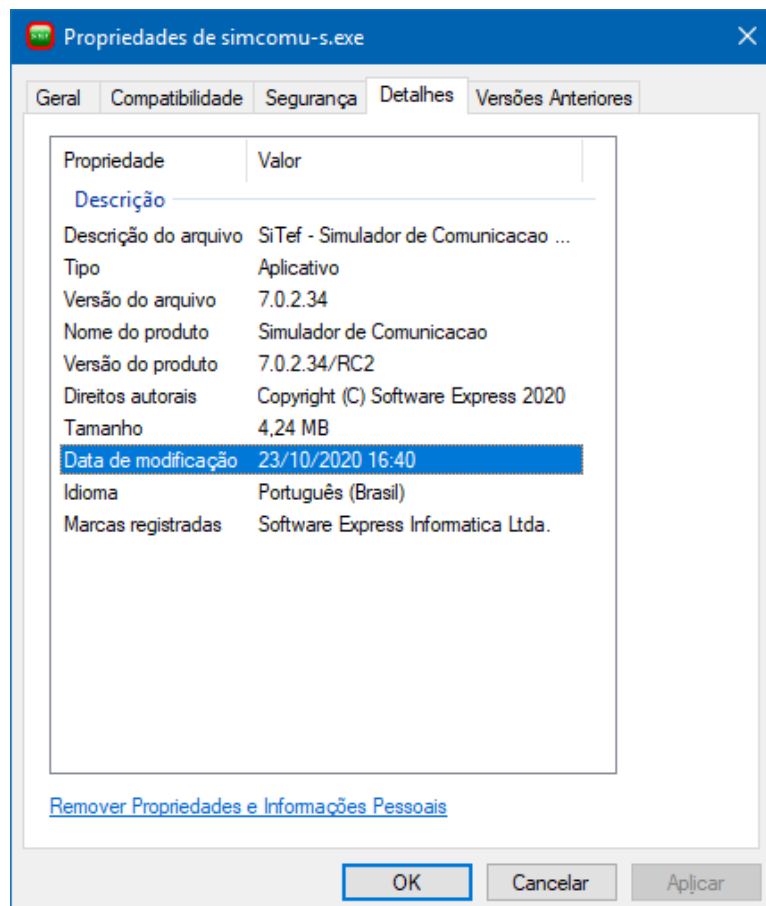 Propriedades de simcomu-s.exe
Geral Compatibilidade Segurança Detalhes Versões Anteriores
Propriedade Valor
Descrição
Descrição do arquivo SiTef - Simulador de Comunicacao ...
Tipo Aplicativo
Versão do arquivo 7.0.2.34
Nome do produto Simulador de Comunicacao
Versão do produto 7.0.2.34/RC2
Direitos autorais Copyright (C) Software Express 2020
Tamanho 4,24 MB
Data de modificação 23/10/2020 16:40
Idioma Português (Brasil)
Marcas registradas Software Express Informatica Ltda.
Remover Propriedades e Informações Pessoais
OK Cancelar Aplicar